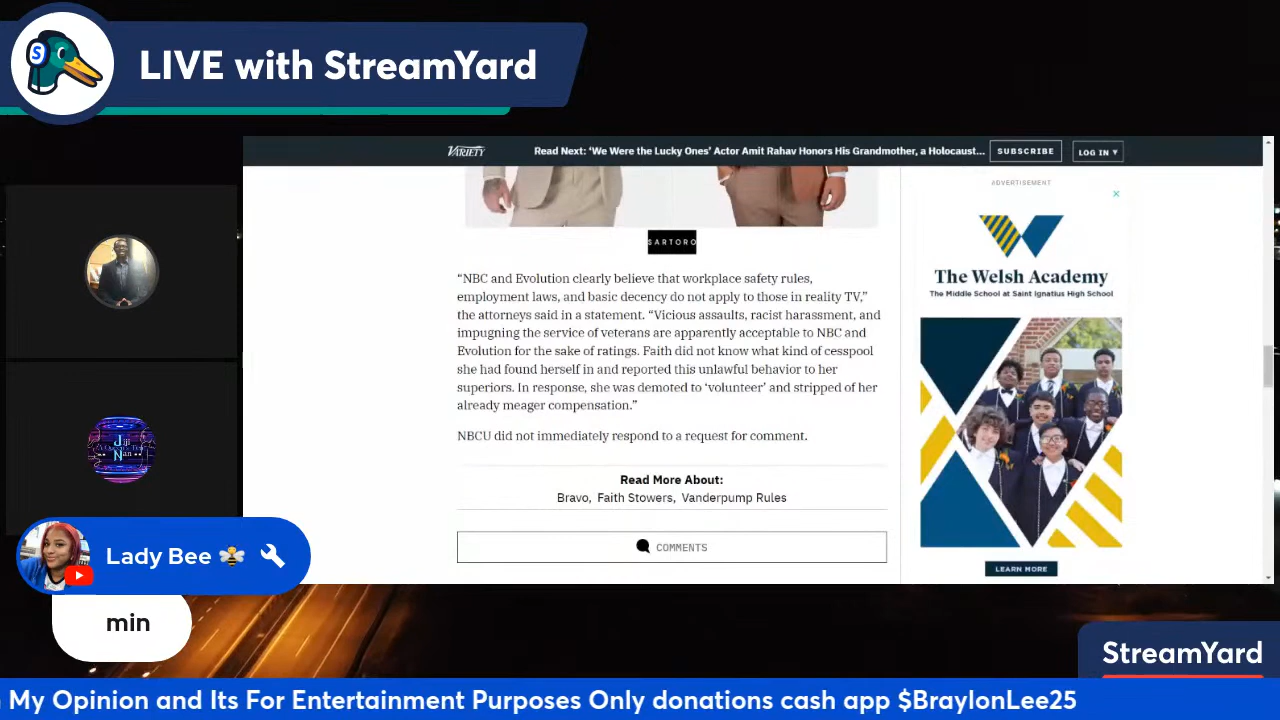 LIVE with StreamYard
VARIETY
Read Next: ‘We Were the Lucky Ones’ Actor Amit Rahav Honors His Grandmother, a Holocaust...
SUBSCRIBE
LOG IN ▾
ADVERTISEMENT
SARTORO
“NBC and Evolution clearly believe that workplace safety rules,
employment laws, and basic decency do not apply to those in reality TV,”
the attorneys said in a statement. “Vicious assaults, racist harassment, and
impugning the service of veterans are apparently acceptable to NBC and
Evolution for the sake of ratings. Faith did not know what kind of cesspool
she had found herself in and reported this unlawful behavior to her
superiors. In response, she was demoted to ‘volunteer’ and stripped of her
already meager compensation.”
NBCU did not immediately respond to a request for comment.
Read More About:
Bravo, Faith Stowers, Vanderpump Rules
COMMENTS
The Welsh Academy
The Middle School at Saint Ignatius High School
LEARN MORE
Lady Bee 🐝
min
StreamYard
My Opinion and Its For Entertainment Purposes Only donations cash app $BraylonLee25